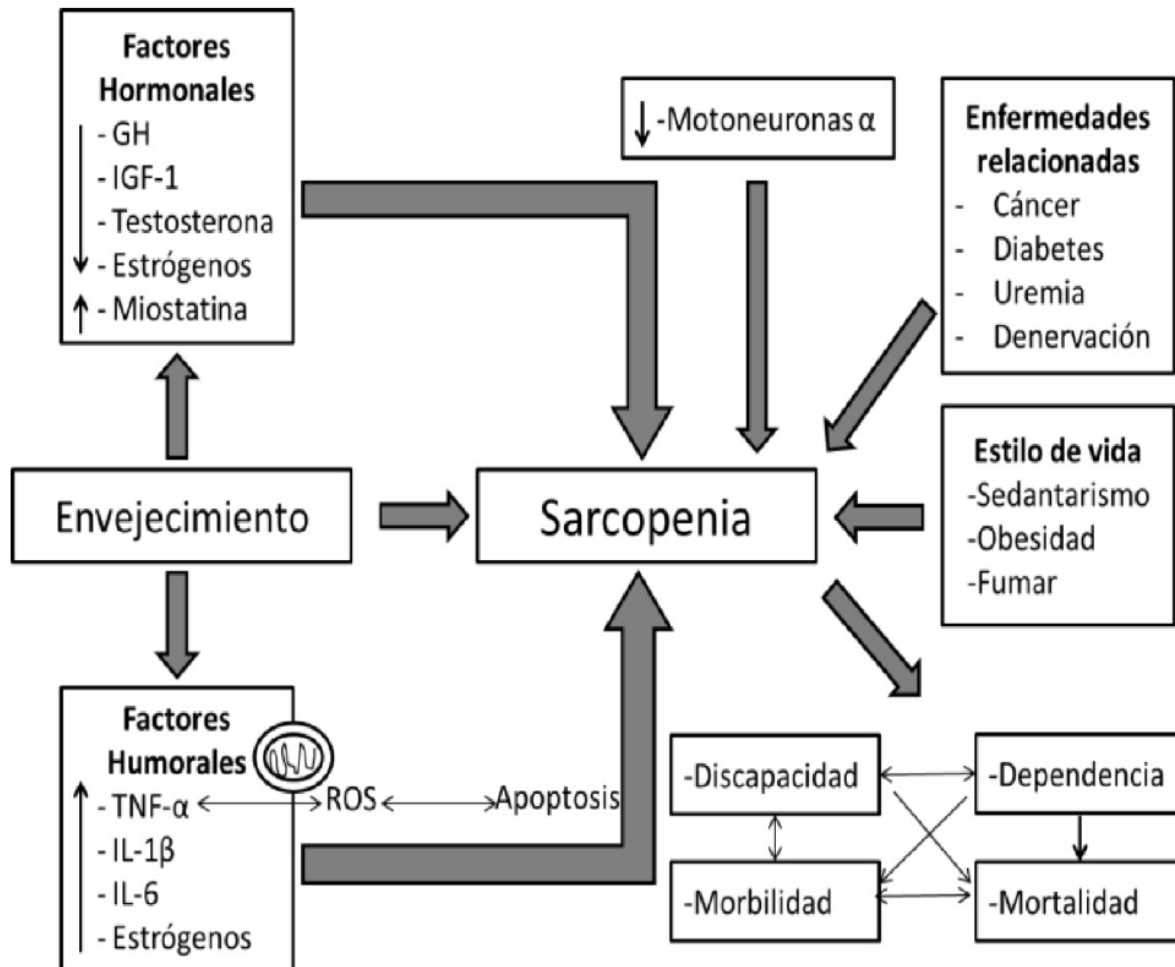 Factores
Hormonales
- GH
- IGF-1
- Testosterona
- Estrógenos
- Miostatina
-Motoneuronas α
Enfermedades
relacionadas
- Cáncer
- Diabetes
- Uremia
- Denervación
Envejecimiento
Sarcopenia
Estilo de vida
-Sedantarismo
-Obesidad
-Fumar
Factores
Humorales
- TNF-α
ROS
Apoptosis
- IL-1β
- IL-6
- Estrógenos
-Discapacidad
-Dependencia
-Morbilidad
-Mortalidad